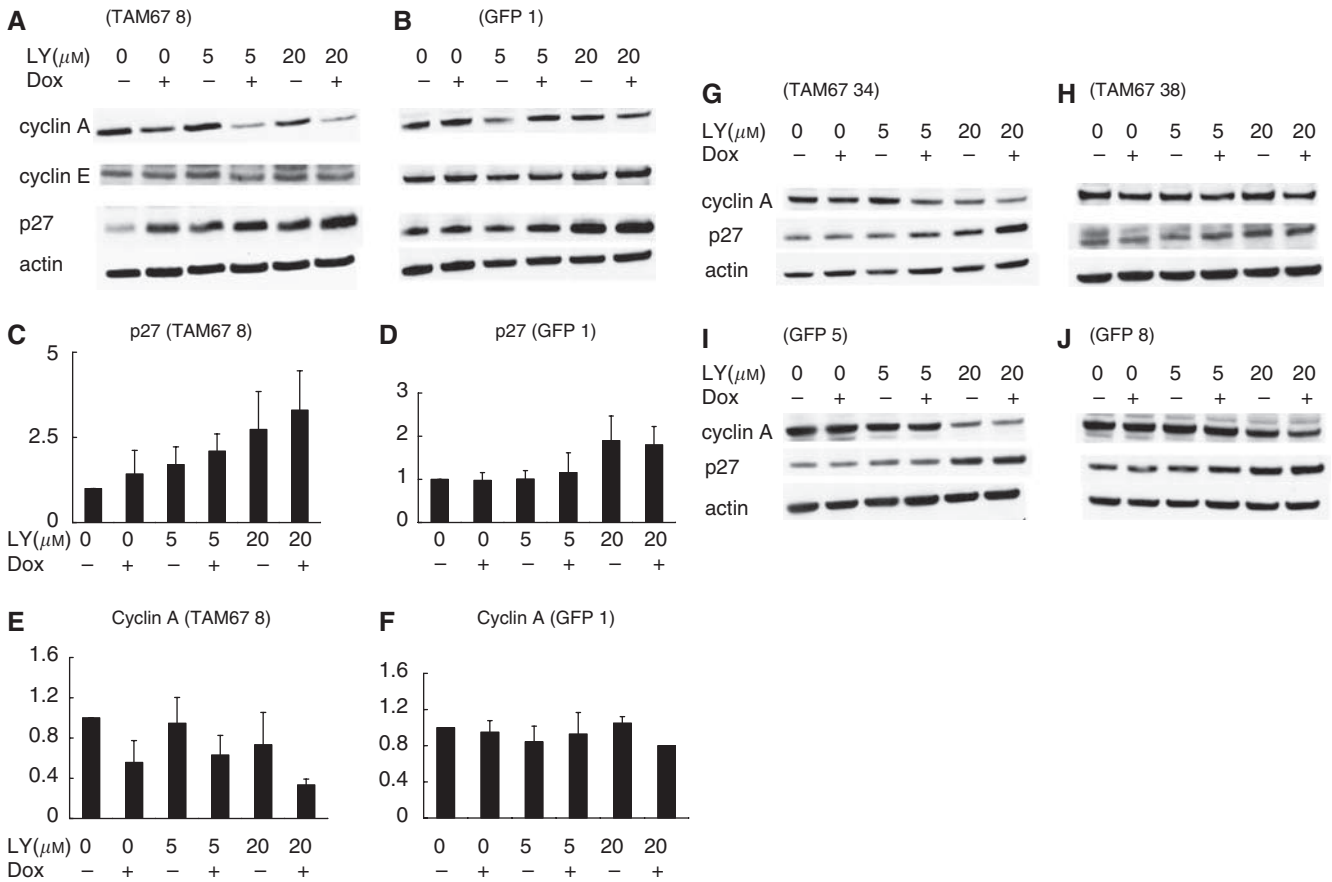 A (TAM67 8)
LY(μM) 0 0 5 5 20 20
Dox − + − + − +
cyclin A
cyclin E
p27
actin
B (GFP 1)
0 0 5 5 20 20
− + − + − +
C p27 (TAM67 8)
5
2.5
0
LY(μM) 0 0 5 5 20 20
Dox − + − + − +
D p27 (GFP 1)
3
2
1
0
0 0 5 5 20 20
− + − + − +
E Cyclin A (TAM67 8)
1.6
1.2
0.8
0.4
0
LY(μM) 0 0 5 5 20 20
Dox − + − + − +
F Cyclin A (GFP 1)
1.6
1.2
0.8
0.4
0
0 0 5 5 20 20
− + − + − +
G (TAM67 34)
LY(μM) 0 0 5 5 20 20
Dox − + − + − +
cyclin A
p27
actin
H (TAM67 38)
0 0 5 5 20 20
− + − + − +
I (GFP 5)
LY(μM) 0 0 5 5 20 20
Dox − + − + − +
cyclin A
p27
actin
J (GFP 8)
0 0 5 5 20 20
− + − + − +